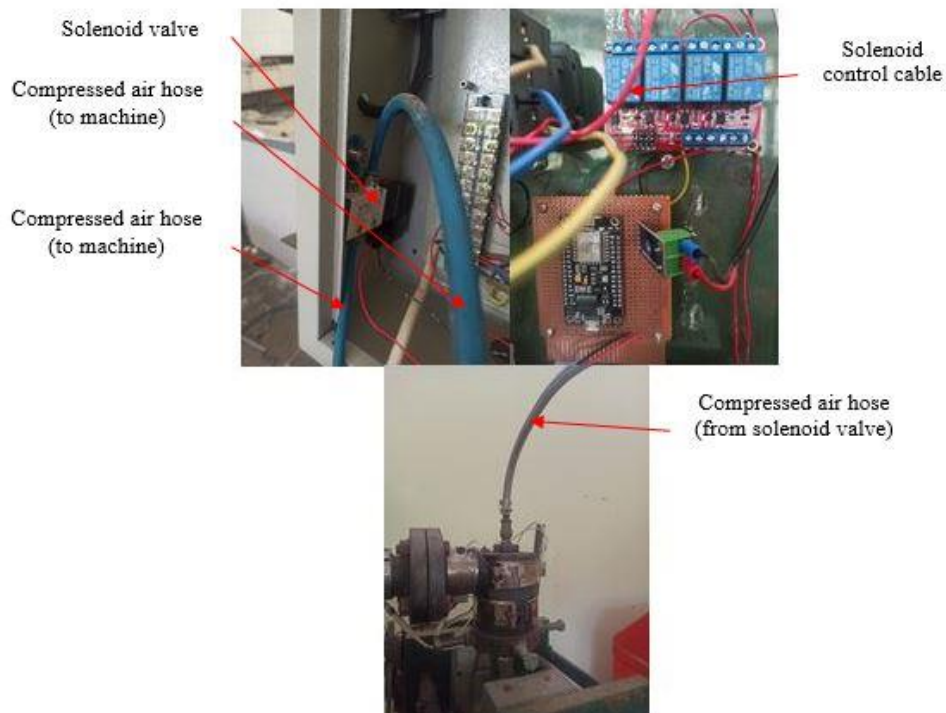 Solenoid valve
Compressed air hose
(to machine)
Compressed air hose
(to machine)
Solenoid
control cable
Compressed air hose
(from solenoid valve)